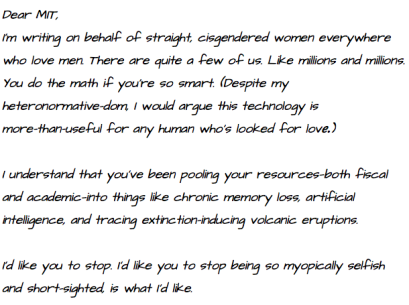 Dear MIT,
I'm writing on behalf of straight, cisgendered women everywhere
who love men. There are quite a few of us. Like millions and millions.
You do the math if you're so smart. (Despite my
heteronormative-dom, I would argue this technology is
more-than-useful for any human who's looked for love.)
I understand that you've been pooling your resources-both fiscal
and academic-into things like chronic memory loss, artificial
intelligence, and tracing extinction-inducing volcanic eruptions.
I'd like you to stop. I'd like you to stop being so myopically selfish
and short-sighted, is what I'd like.